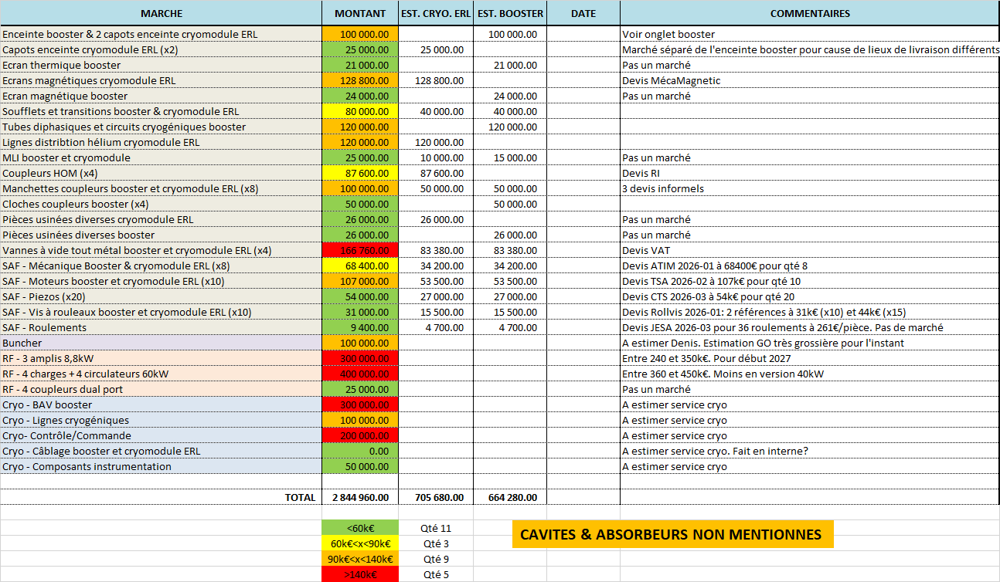 MARCHE MONTANT EST. CRYO. ERL EST. BOOSTER DATE COMMENTAIRES
Enceinte booster & 2 capots enceinte cryomodule ERL 100 000.00 100 000.00 Voir onglet booster
Capots enceinte cryomodule ERL (x2) 25 000.00 25 000.00 Marché séparé de l'enceinte booster pour cause de lieux de livraison différents
Ecran thermique booster 21 000.00 21 000.00 Pas un marché
Ecrans magnétiques cryomodule ERL 128 800.00 128 800.00 Devis MécaMagnetic
Ecran magnétique booster 24 000.00 24 000.00 Pas un marché
Soufflets et transitions booster & cryomodule ERL 80 000.00 40 000.00 40 000.00
Tubes diphasiques et circuits cryogéniques booster 120 000.00 120 000.00
Lignes distribtion hélium cryomodule ERL 120 000.00 120 000.00
MLI booster et cryomodule 25 000.00 10 000.00 15 000.00 Pas un marché
Coupleurs HOM (x4) 87 600.00 87 600.00 Devis RI
Manchettes coupleurs booster et cryomodule ERL (x8) 100 000.00 50 000.00 50 000.00 3 devis informels
Cloches coupleurs booster (x4) 50 000.00 50 000.00
Pièces usinées diverses cryomodule ERL 26 000.00 26 000.00 Pas un marché
Pièces usinées diverses booster 26 000.00 26 000.00 Pas un marché
Vannes à vide tout métal booster et cryomodule ERL (x4) 166 760.00 83 380.00 83 380.00 Devis VAT
SAF - Mécanique Booster & cryomodule ERL (x8) 68 400.00 34 200.00 34 200.00 Devis ATIM 2026-01 à 68400€ pour qté 8
SAF - Moteurs booster et cryomodule ERL (x10) 107 000.00 53 500.00 53 500.00 Devis TSA 2026-02 à 107k€ pour qté 10
SAF - Piezos (x20) 54 000.00 27 000.00 27 000.00 Devis CTS 2026-03 à 54k€ pour qté 20
SAF - Vis à rouleaux booster et cryomodule ERL (x10) 31 000.00 15 500.00 15 500.00 Devis Rollvis 2026-01: 2 références à 31k€ (x10) et 44k€ (x15)
SAF - Roulements 9 400.00 4 700.00 4 700.00 Devis JESA 2026-03 pour 36 roulements à 261€/pièce. Pas de marché
Buncher 100 000.00 A estimer Denis. Estimation GO très grossière pour l'instant
RF - 3 amplis 8,8kW 300 000.00 Entre 240 et 350k€. Pour début 2027
RF - 4 charges + 4 circulateurs 60kW 400 000.00 Entre 360 et 450k€. Moins en version 40kW
RF - 4 coupleurs dual port 25 000.00 Pas un marché
Cryo - BAV booster 300 000.00 A estimer service cryo
Cryo - Lignes cryogéniques 100 000.00 A estimer service cryo
Cryo- Contrôle/Commande 200 000.00 A estimer service cryo
Cryo - Câblage booster et cryomodule ERL 0.00 A estimer service cryo. Fait en interne?
Cryo - Composants instrumentation 50 000.00 A estimer service cryo
TOTAL 2 844 960.00 705 680.00 664 280.00
<60k€ Qté 11
60k€<x<90k€ Qté 3
90k€<x<140k€ Qté 9
>140k€ Qté 5
CAVITES & ABSORBEURS NON MENTIONNES